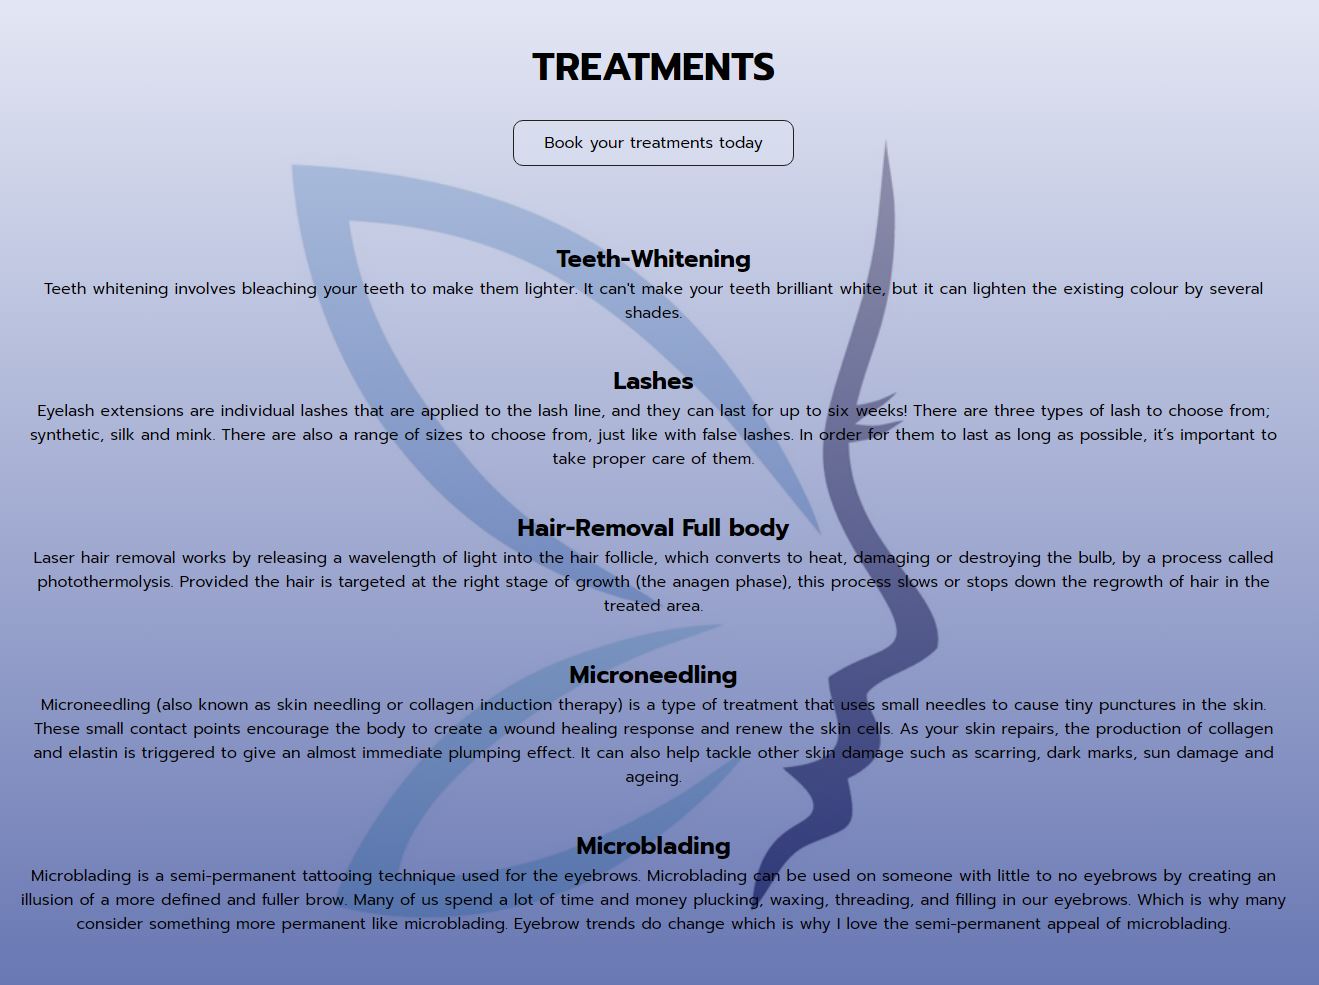 TREATMENTS
Book your treatments today
Teeth-Whitening
Teeth whitening involves bleaching your teeth to make them lighter. It can't make your teeth brilliant white, but it can lighten the existing colour by several
shades.
Lashes
Eyelash extensions are individual lashes that are applied to the lash line, and they can last for up to six weeks! There are three types of lash to choose from;
synthetic, silk and mink. There are also a range of sizes to choose from, just like with false lashes. In order for them to last as long as possible, it’s important to
take proper care of them.
Hair-Removal Full body
Laser hair removal works by releasing a wavelength of light into the hair follicle, which converts to heat, damaging or destroying the bulb, by a process called
photothermolysis. Provided the hair is targeted at the right stage of growth (the anagen phase), this process slows or stops down the regrowth of hair in the
treated area.
Microneedling
Microneedling (also known as skin needling or collagen induction therapy) is a type of treatment that uses small needles to cause tiny punctures in the skin.
These small contact points encourage the body to create a wound healing response and renew the skin cells. As your skin repairs, the production of collagen
and elastin is triggered to give an almost immediate plumping effect. It can also help tackle other skin damage such as scarring, dark marks, sun damage and
ageing.
Microblading
Microblading is a semi-permanent tattooing technique used for the eyebrows. Microblading can be used on someone with little to no eyebrows by creating an
illusion of a more defined and fuller brow. Many of us spend a lot of time and money plucking, waxing, threading, and filling in our eyebrows. Which is why many
consider something more permanent like microblading. Eyebrow trends do change which is why I love the semi-permanent appeal of microblading.